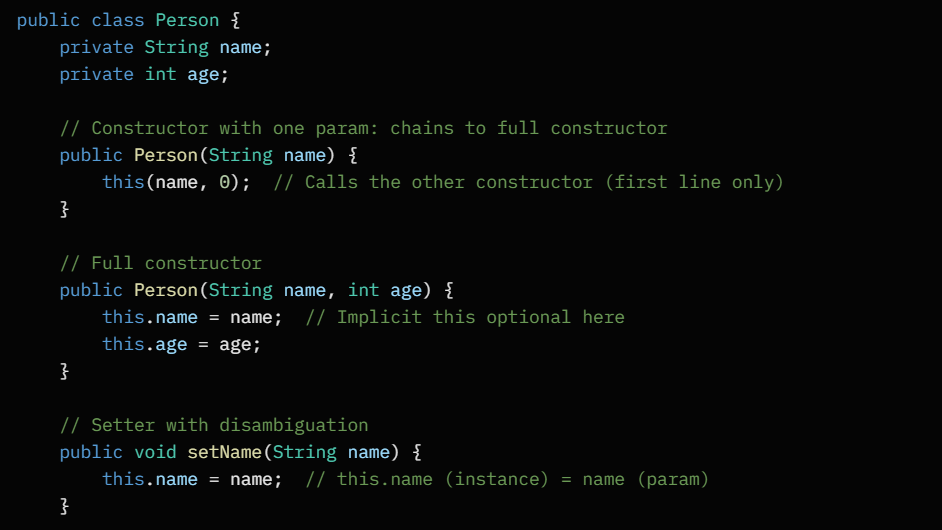 public class Person {
    private String name;
    private int age;

    // Constructor with one param: chains to full constructor
    public Person(String name) {
        this(name, 0);  // Calls the other constructor (first line only)
    }

    // Full constructor
    public Person(String name, int age) {
        this.name = name;  // Implicit this optional here
        this.age = age;
    }

    // Setter with disambiguation
    public void setName(String name) {
        this.name = name;  // this.name (instance) = name (param)
    }